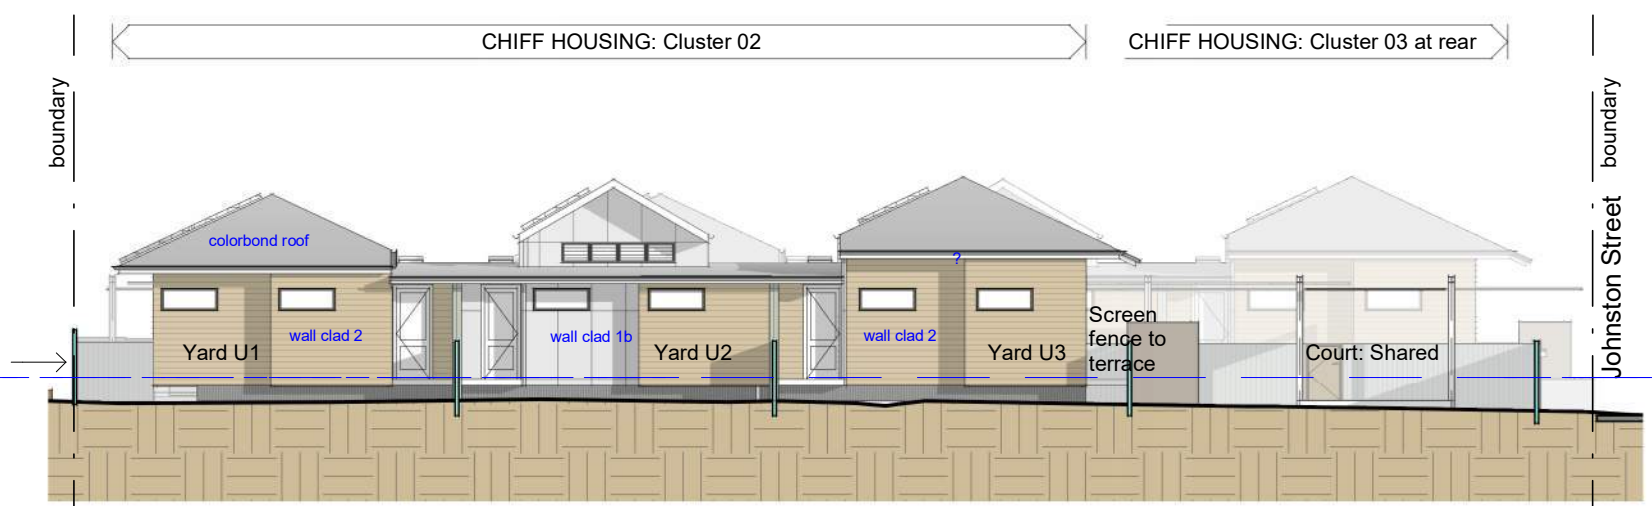 CHIFF HOUSING: Cluster 02
CHIFF HOUSING: Cluster 03 at rear
boundary
boundary
Johnston Street
colorbond roof
?
wall clad 2
wall clad 1b
wall clad 2
Yard U1
Yard U2
Yard U3
Screen
fence to
terrace
Court: Shared